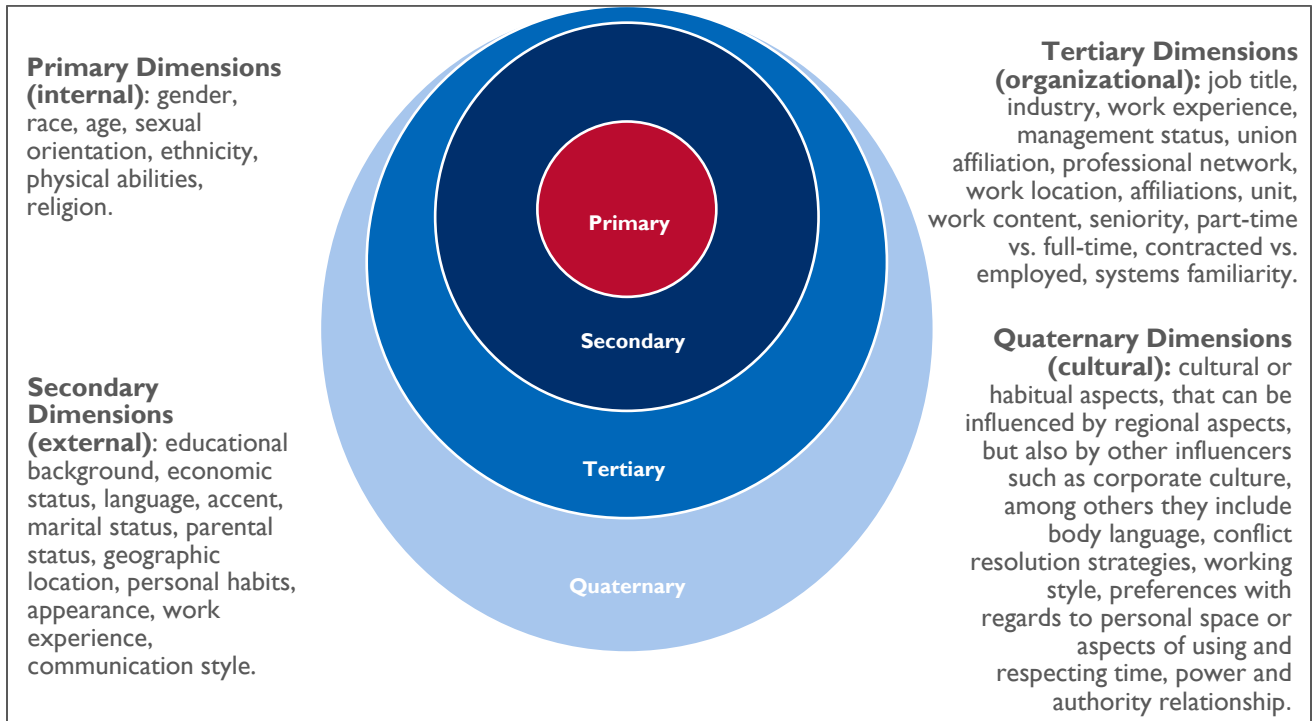 Primary Dimensions
(internal): gender,
race, age, sexual
orientation, ethnicity,
physical abilities,
religion.
Secondary
Dimensions
(external): educational
background, economic
status, language, accent,
marital status, parental
status, geographic
location, personal habits,
appearance, work
experience,
communication style.
Primary
Secondary
Tertiary
Quaternary
Tertiary Dimensions
(organizational): job title,
industry, work experience,
management status, union
affiliation, professional network,
work location, affiliations, unit,
work content, seniority, part-time
vs. full-time, contracted vs.
employed, systems familiarity.
Quaternary Dimensions
(cultural): cultural or
habitual aspects, that can be
influenced by regional aspects,
but also by other influencers
such as corporate culture,
among others they include
body language, conflict
resolution strategies, working
style, preferences with
regards to personal space or
aspects of using and
respecting time, power and
authority relationship.